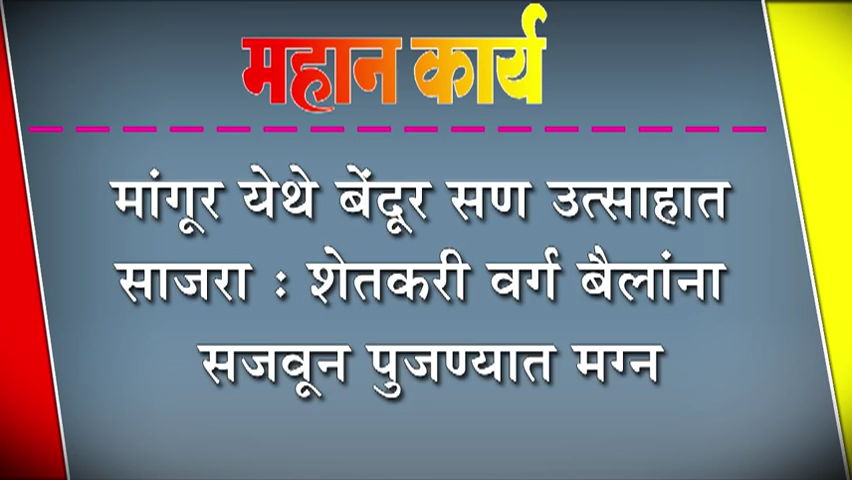 महान कार्य
मांगूर येथे बेंदूर सण उत्साहात
साजरा : शेतकरी वर्ग बैलांना
सजवून पुजण्यात मग्न